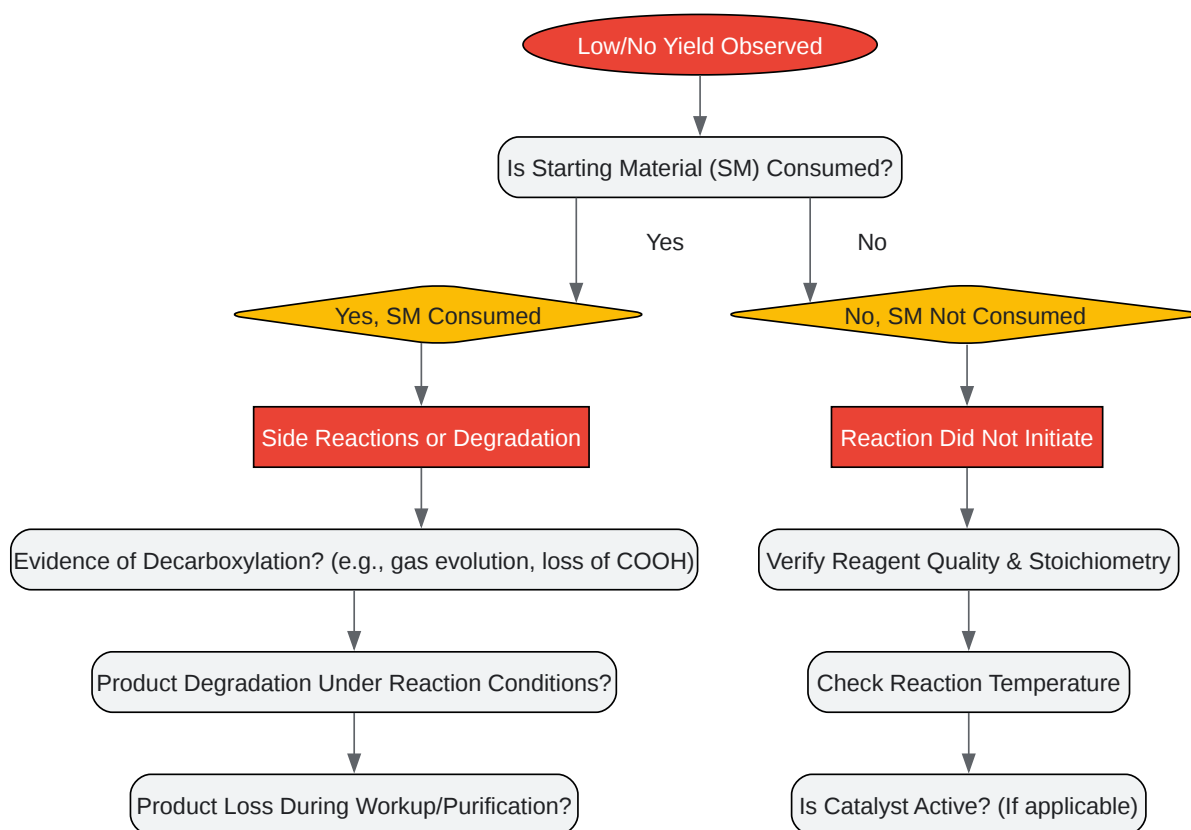 Low/No Yield Observed
Is Starting Material (SM) Consumed?
Yes
No
Yes, SM Consumed
No, SM Not Consumed
Side Reactions or Degradation
Reaction Did Not Initiate
Evidence of Decarboxylation? (e.g., gas evolution, loss of COOH)
Verify Reagent Quality & Stoichiometry
Product Degradation Under Reaction Conditions?
Check Reaction Temperature
Product Loss During Workup/Purification?
Is Catalyst Active? (If applicable)